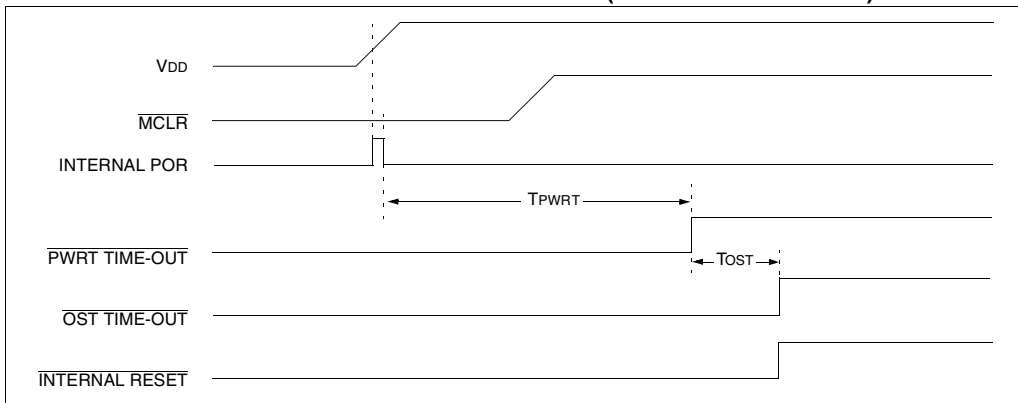 VDD
MCLR
INTERNAL POR
TPWRT
PWRT TIME-OUT
TOST
OST TIME-OUT
INTERNAL RESET